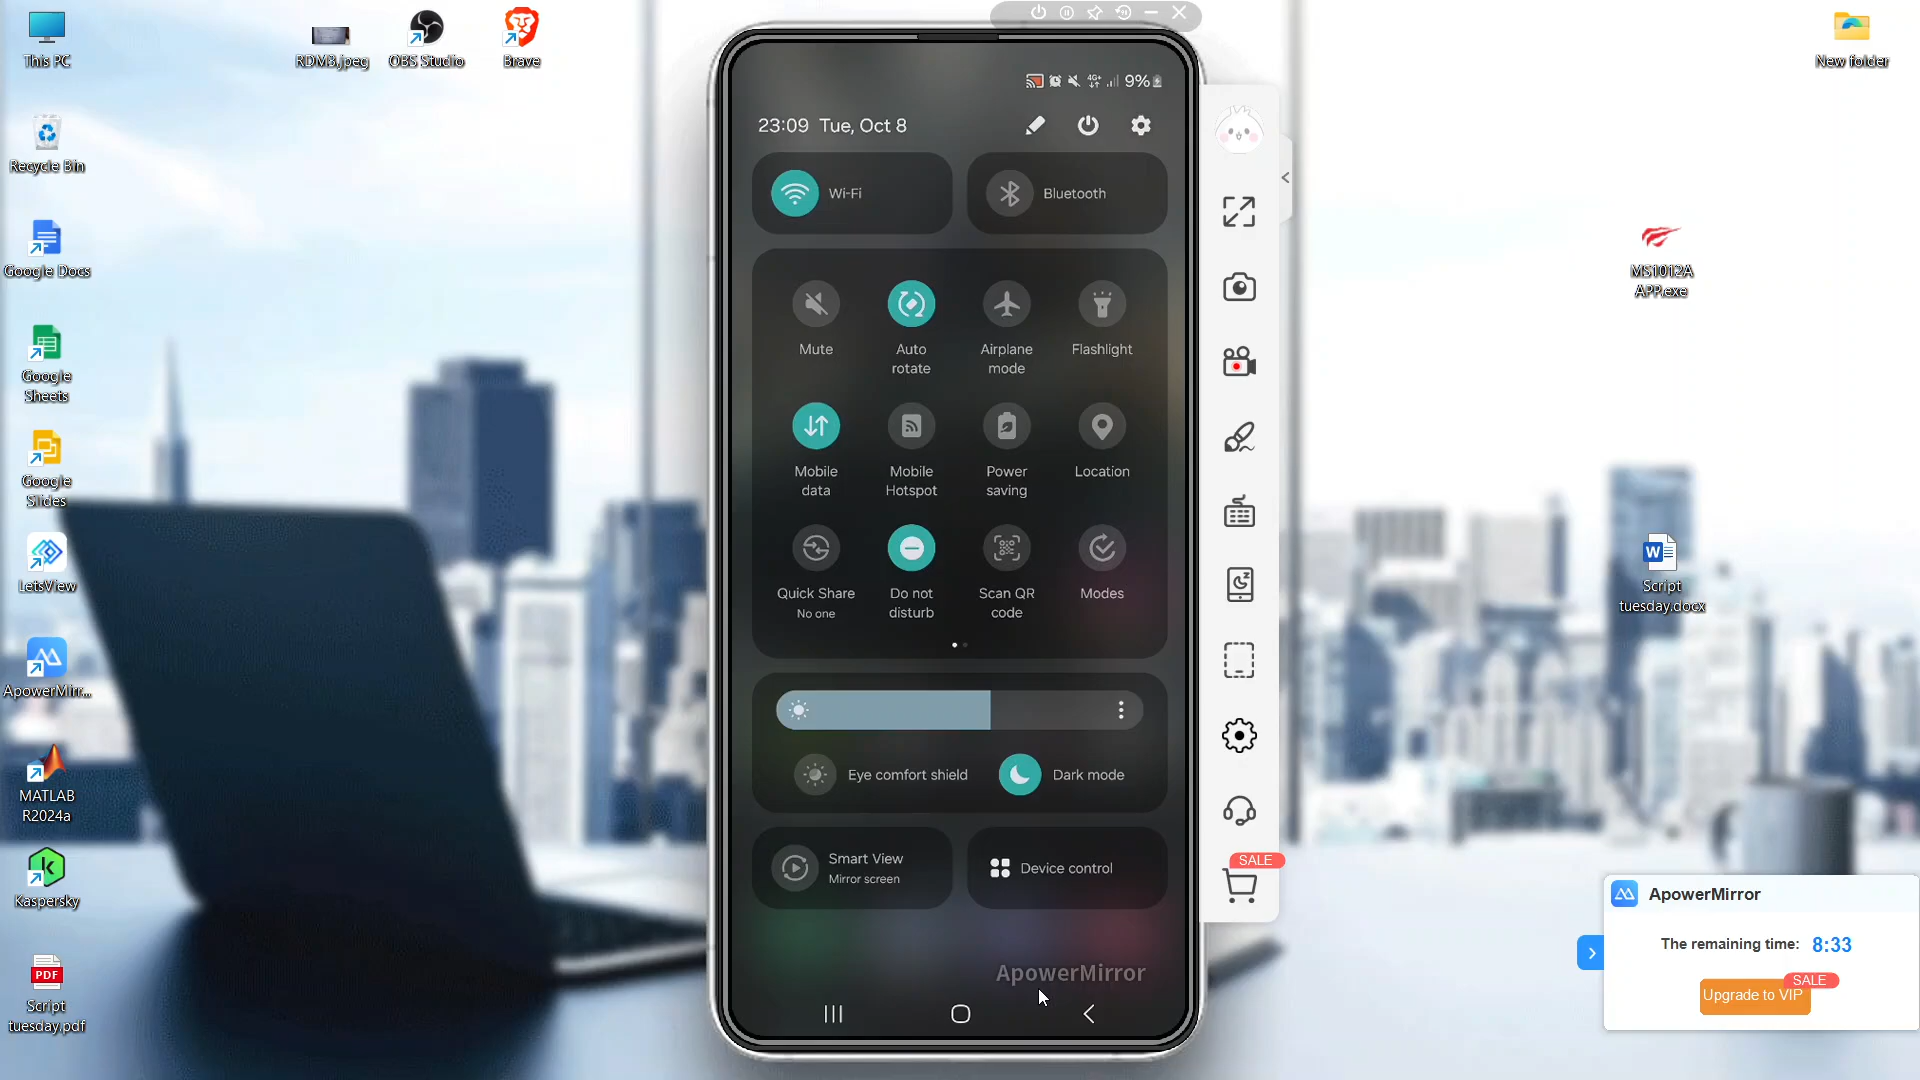 This PC
RDM3.jpeg
OBS Studio
Brave
New folder
Recycle Bin
Google Docs
Google
Sheets
Google
Slides
LetsView
ApowerMirr...
MATLAB
R2024a
Kaspersky
PDF
Script
tuesday.pdf
4G+
9%
23:09 Tue, Oct 8
Wi-Fi
Bluetooth
Mute
Auto
rotate
Airplane
mode
Flashlight
Mobile
data
Mobile
Hotspot
Power
saving
Location
Quick Share
No one
Do not
disturb
Scan QR
code
Modes
Eye comfort shield
Dark mode
Smart View
Mirror screen
Device control
ApowerMirror
SALE
MS1012A
APP.exe
W
Script
tuesday.docx
ApowerMirror
The remaining time: 8:33
SALE
Upgrade to VIP